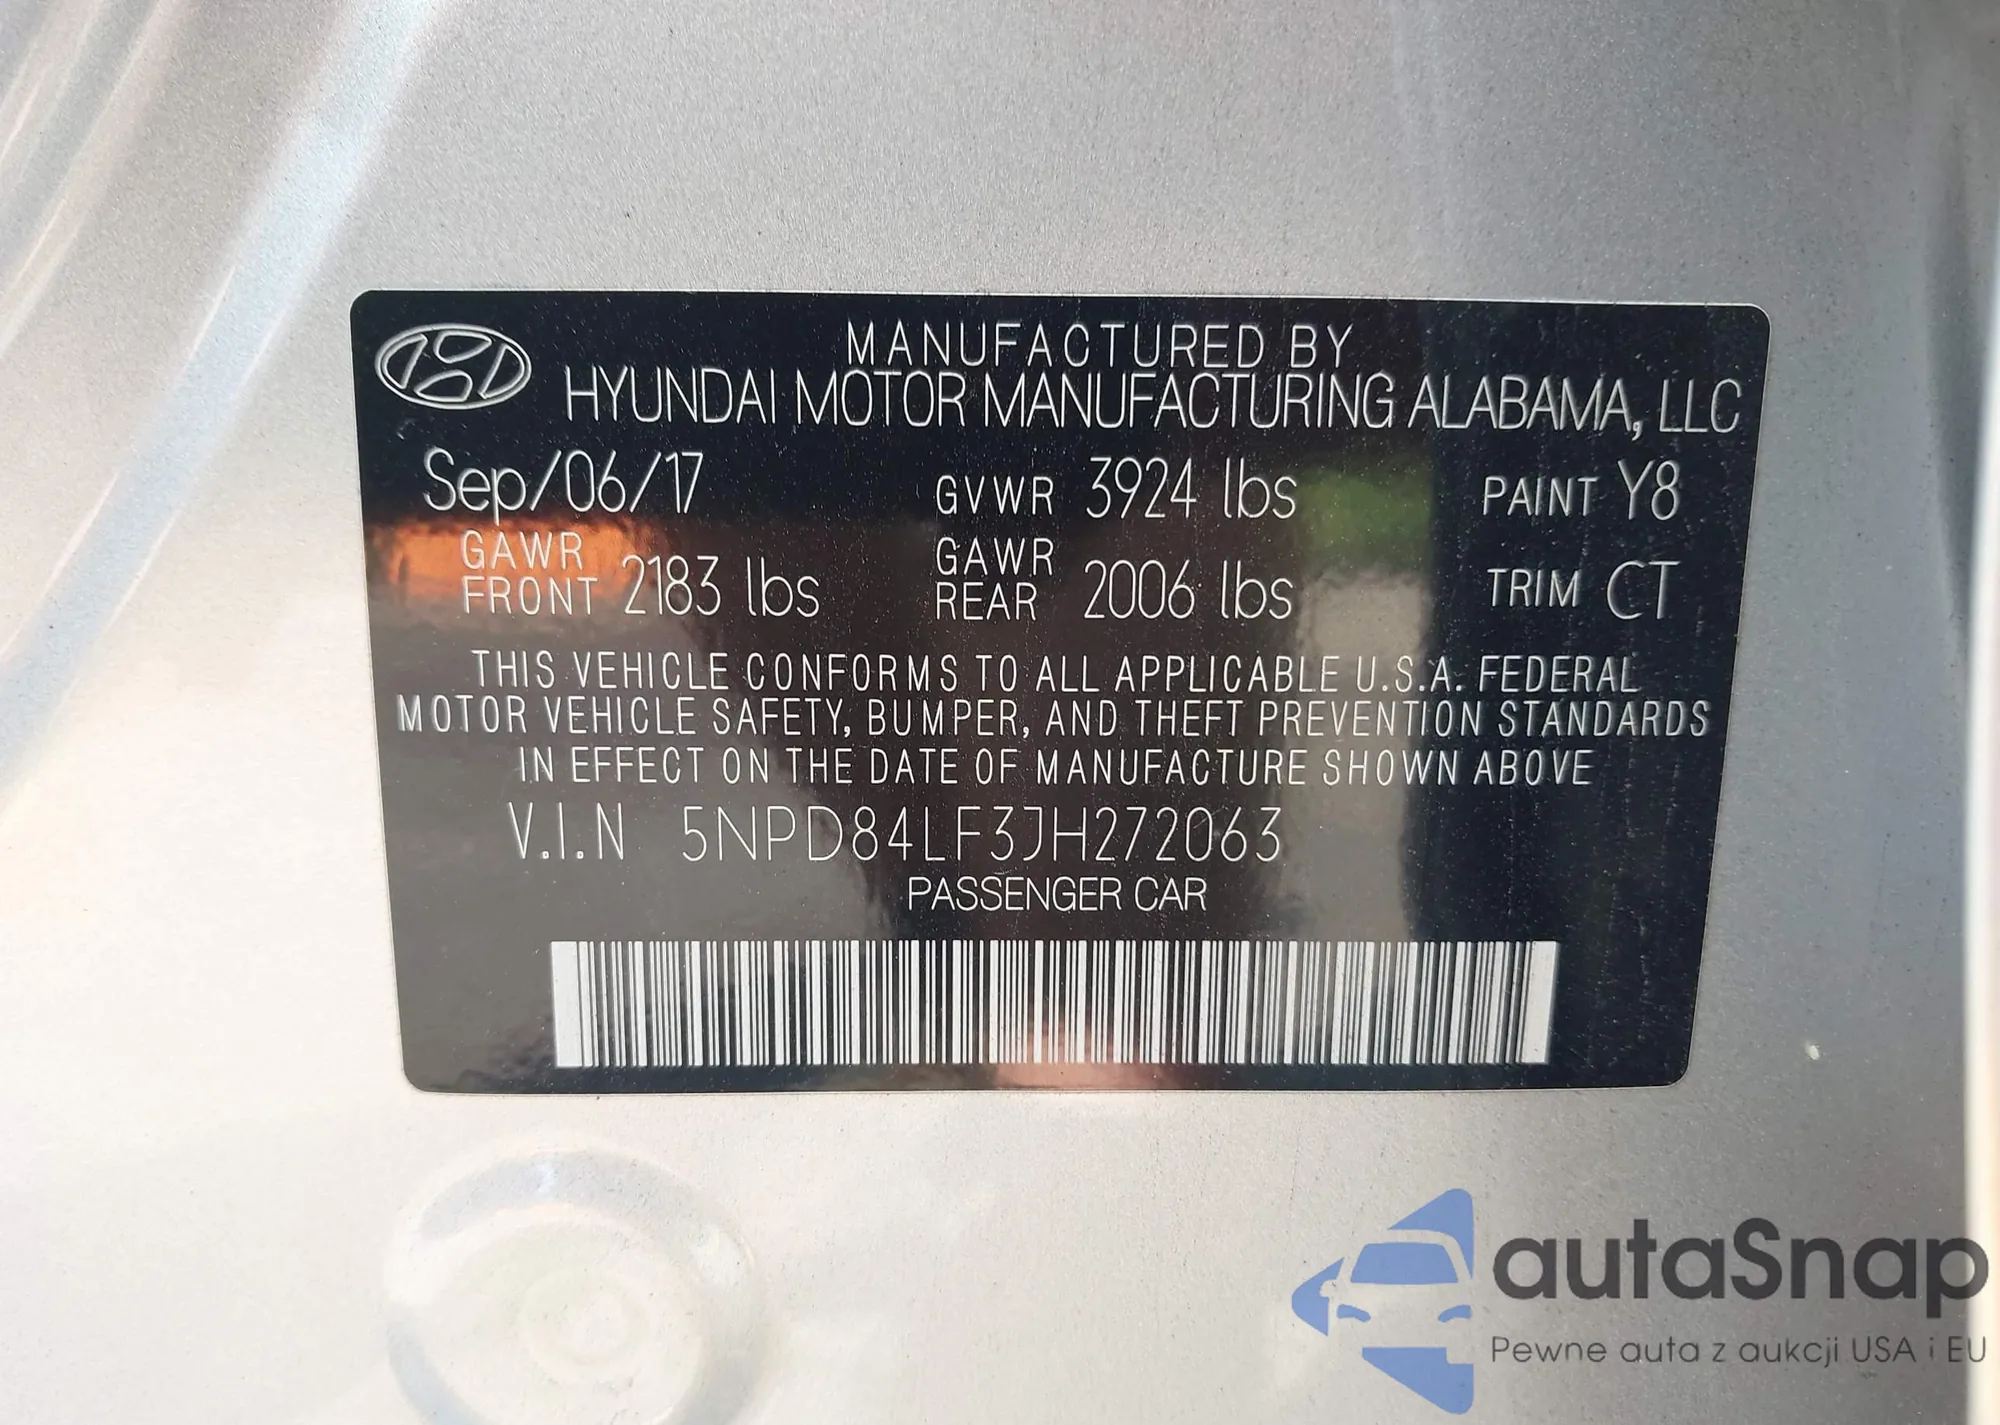 MANUFACTURED BY
HYUNDAI MOTOR MANUFACTURING ALABAMA, LLC
Sep/06/17 GVWR 3924 lbs PAINT Y8
GAWR FRONT 2183 lbs GAWR REAR 2006 lbs TRIM CT
THIS VEHICLE CONFORMS TO ALL APPLICABLE U.S.A. FEDERAL
MOTOR VEHICLE SAFETY, BUMPER, AND THEFT PREVENTION STANDARDS
IN EFFECT ON THE DATE OF MANUFACTURE SHOWN ABOVE
V.I.N 5NPD84LF3JH272063
PASSENGER CAR
autaSnap
Pewne auta z aukcji USA i EU